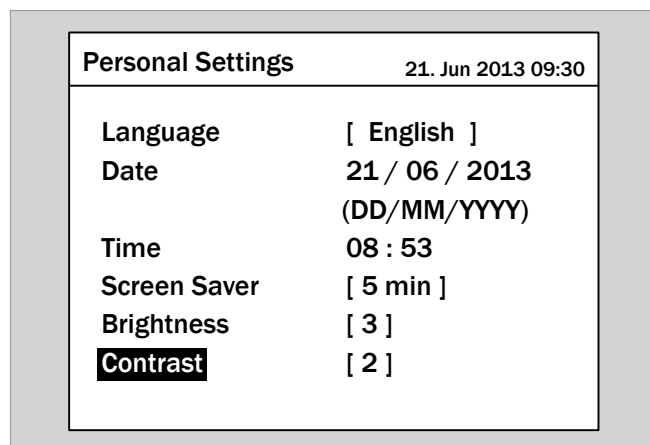 Personal Settings 21. Jun 2013 09:30
Language [ English ]
Date 21 / 06 / 2013
(DD/MM/YYYY)
Time 08 : 53
Screen Saver [ 5 min ]
Brightness [ 3 ]
Contrast [ 2 ]